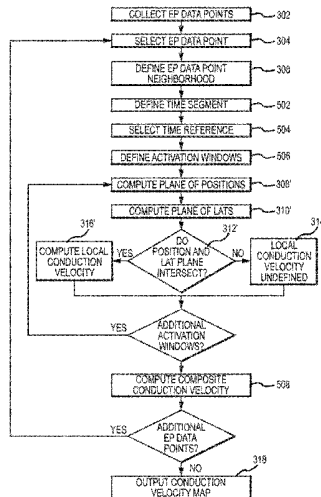 COLLECT EP DATA POINTS 302
SELECT EP DATA POINT 304
DEFINE EP DATA POINT
NEIGHBORHOOD 306
DEFINE TIME SEGMENT 502
SELECT TIME REFERENCE 504
DEFINE ACTIVATION WINDOWS 506
COMPUTE PLANE OF POSITIONS 308'
COMPUTE PLANE OF LATS 310'
316'
312'
31
COMPUTE LOCAL
CONDUCTION
VELOCITY
YES
DO
POSITION AND
LAT PLANE
INTERSECT?
NO
LOCAL
CONDUCTION
VELOCITY
UNDEFINED
YES
ADDITIONAL
ACTIVATION
WINDOWS?
COMPUTE COMPOSITE
CONDUCTION VELOCITY 508
YES
ADDITIONAL
EP DATA
POINTS?
NO
318
OUTPUT CONDUCTION
VELOCITY MAP